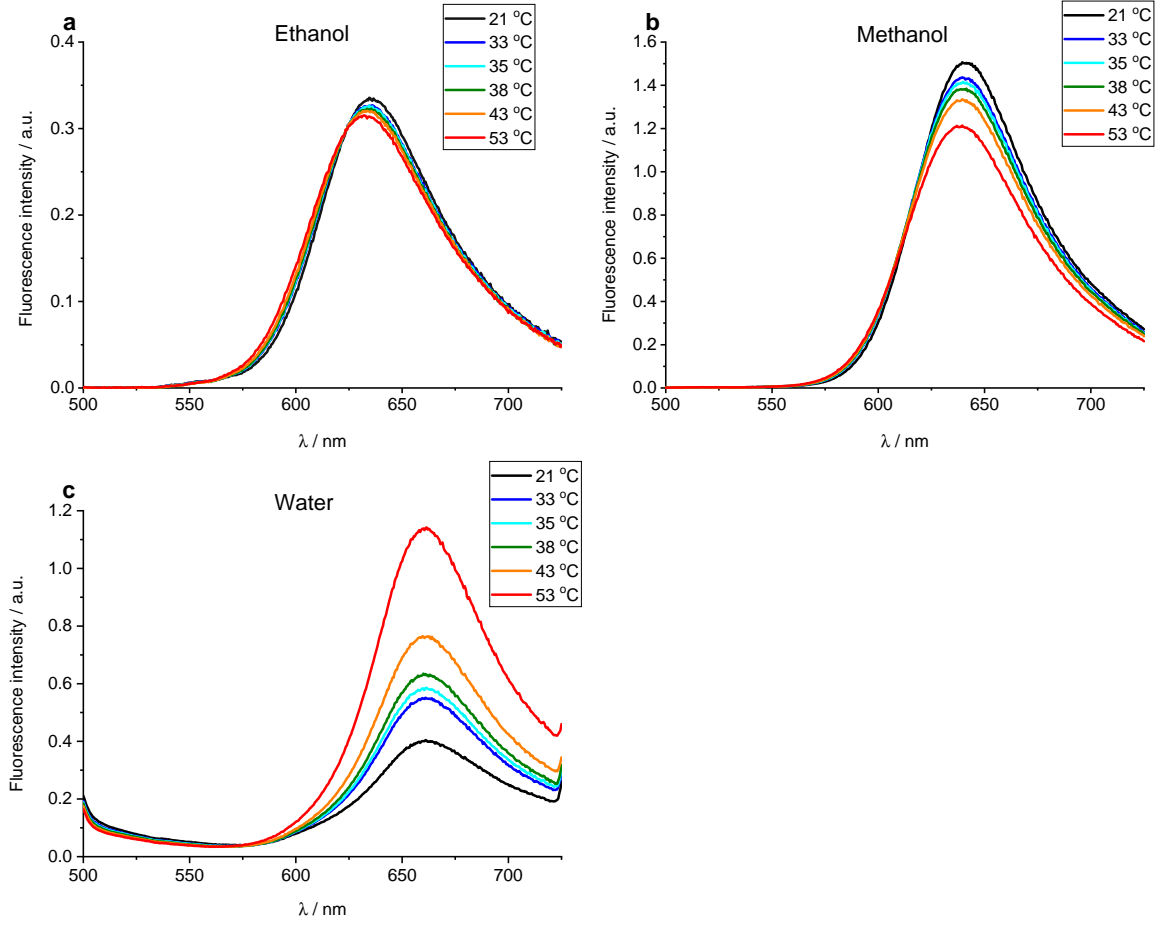 a
Ethanol
21 °C
33 °C
35 °C
38 °C
43 °C
53 °C
Fluorescence intensity / a.u.
0.4
0.3
0.2
0.1
0.0
500 550 600 650 700
λ / nm
b
Methanol
21 °C
33 °C
35 °C
38 °C
43 °C
53 °C
Fluorescence intensity / a.u.
1.6
1.4
1.2
1.0
0.8
0.6
0.4
0.2
0.0
500 550 600 650 700
λ / nm
c
Water
21 °C
33 °C
35 °C
38 °C
43 °C
53 °C
Fluorescence intensity / a.u.
1.2
1.0
0.8
0.6
0.4
0.2
0.0
500 550 600 650 700
λ / nm